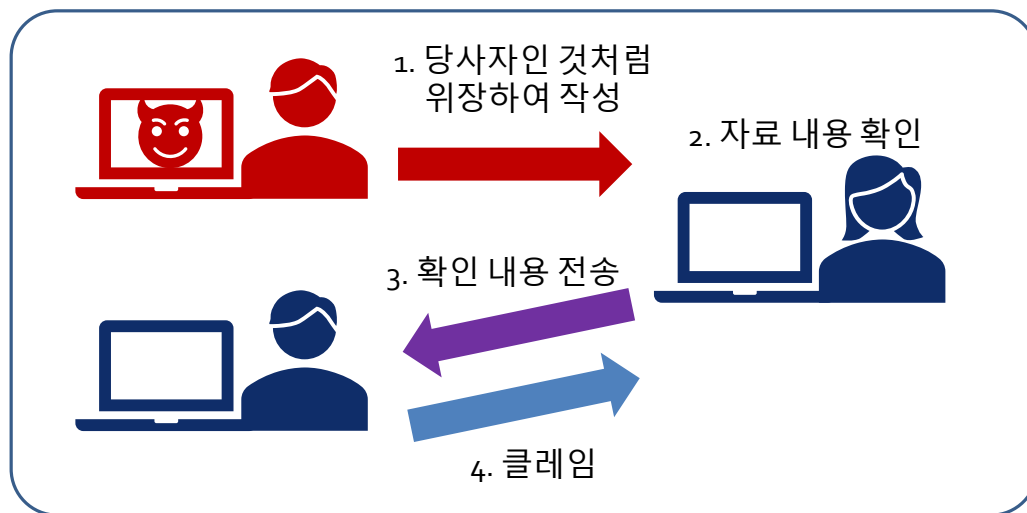 1. 당사자인 것처럼
위장하여 작성
2. 자료 내용 확인
3. 확인 내용 전송
4. 클레임